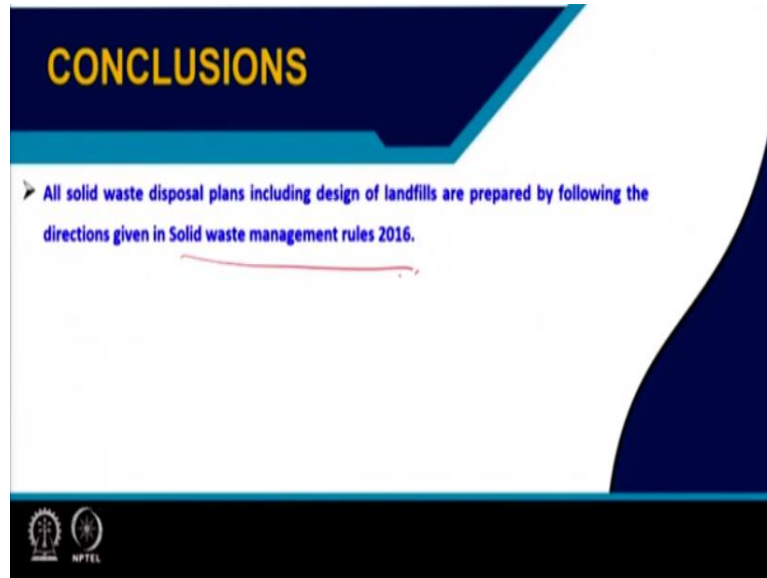 CONCLUSIONS
All solid waste disposal plans including design of landfills are prepared by following the
directions given in Solid waste management rules 2016.
NPTEL